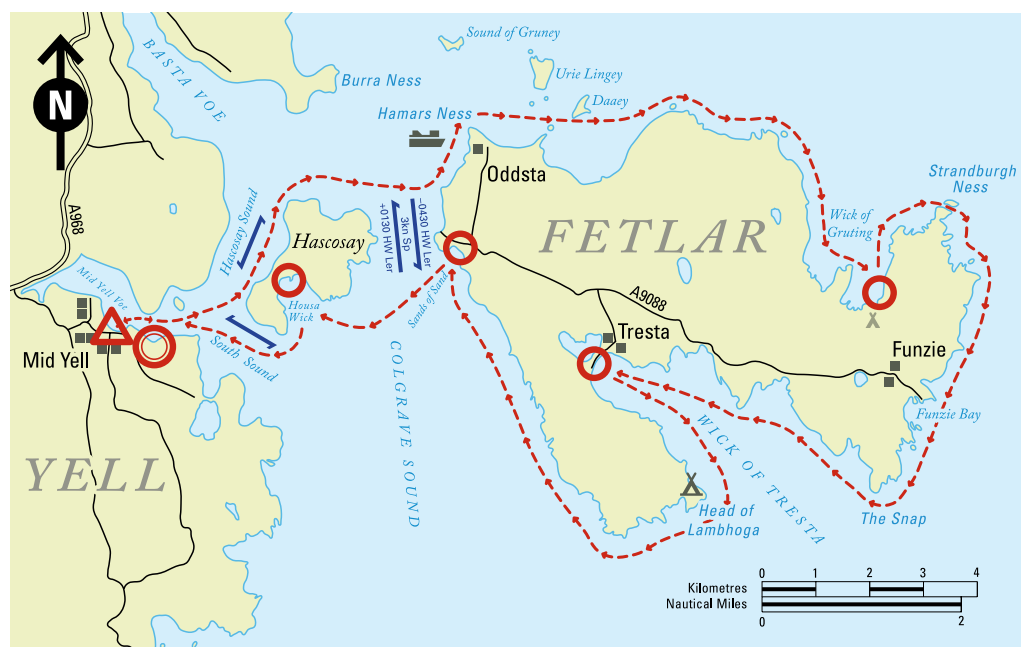 Sound of Gruney
BASTA VOE
Burra Ness
Urie Lingey
Daaey
N
Hamars Ness
Oddsta
Strandburgh
Ness
A968
Hascosay Sound
Hascosay
-0430 HW Ler
3kn Sp
+0130 HW Ler
FETLAR
Wick of
Gruting
Mid Yell Voe
Housa
Wick
Sands of Sand
A9088
Tresta
Funzie
Mid Yell
South Sound
COLGRAVE SOUND
Funzie Bay
YELL
WICK OF TRESTA
Head of
Lambhoga
The Snap
Kilometres
0 1 2 3 4
Nautical Miles
0 2